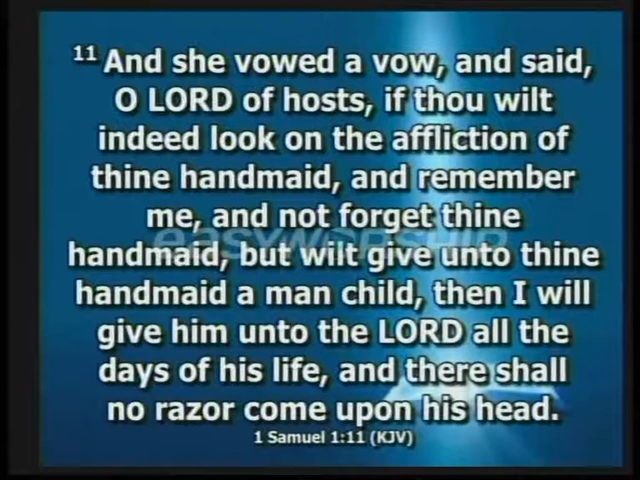 11 And she vowed a vow, and said,
O LORD of hosts, if thou wilt
indeed look on the affliction of
thine handmaid, and remember
me, and not forget thine
easyworship
handmaid, but wilt give unto thine
handmaid a man child, then I will
give him unto the LORD all the
days of his life, and there shall
no razor come upon his head.
1 Samuel 1:11 (KJV)